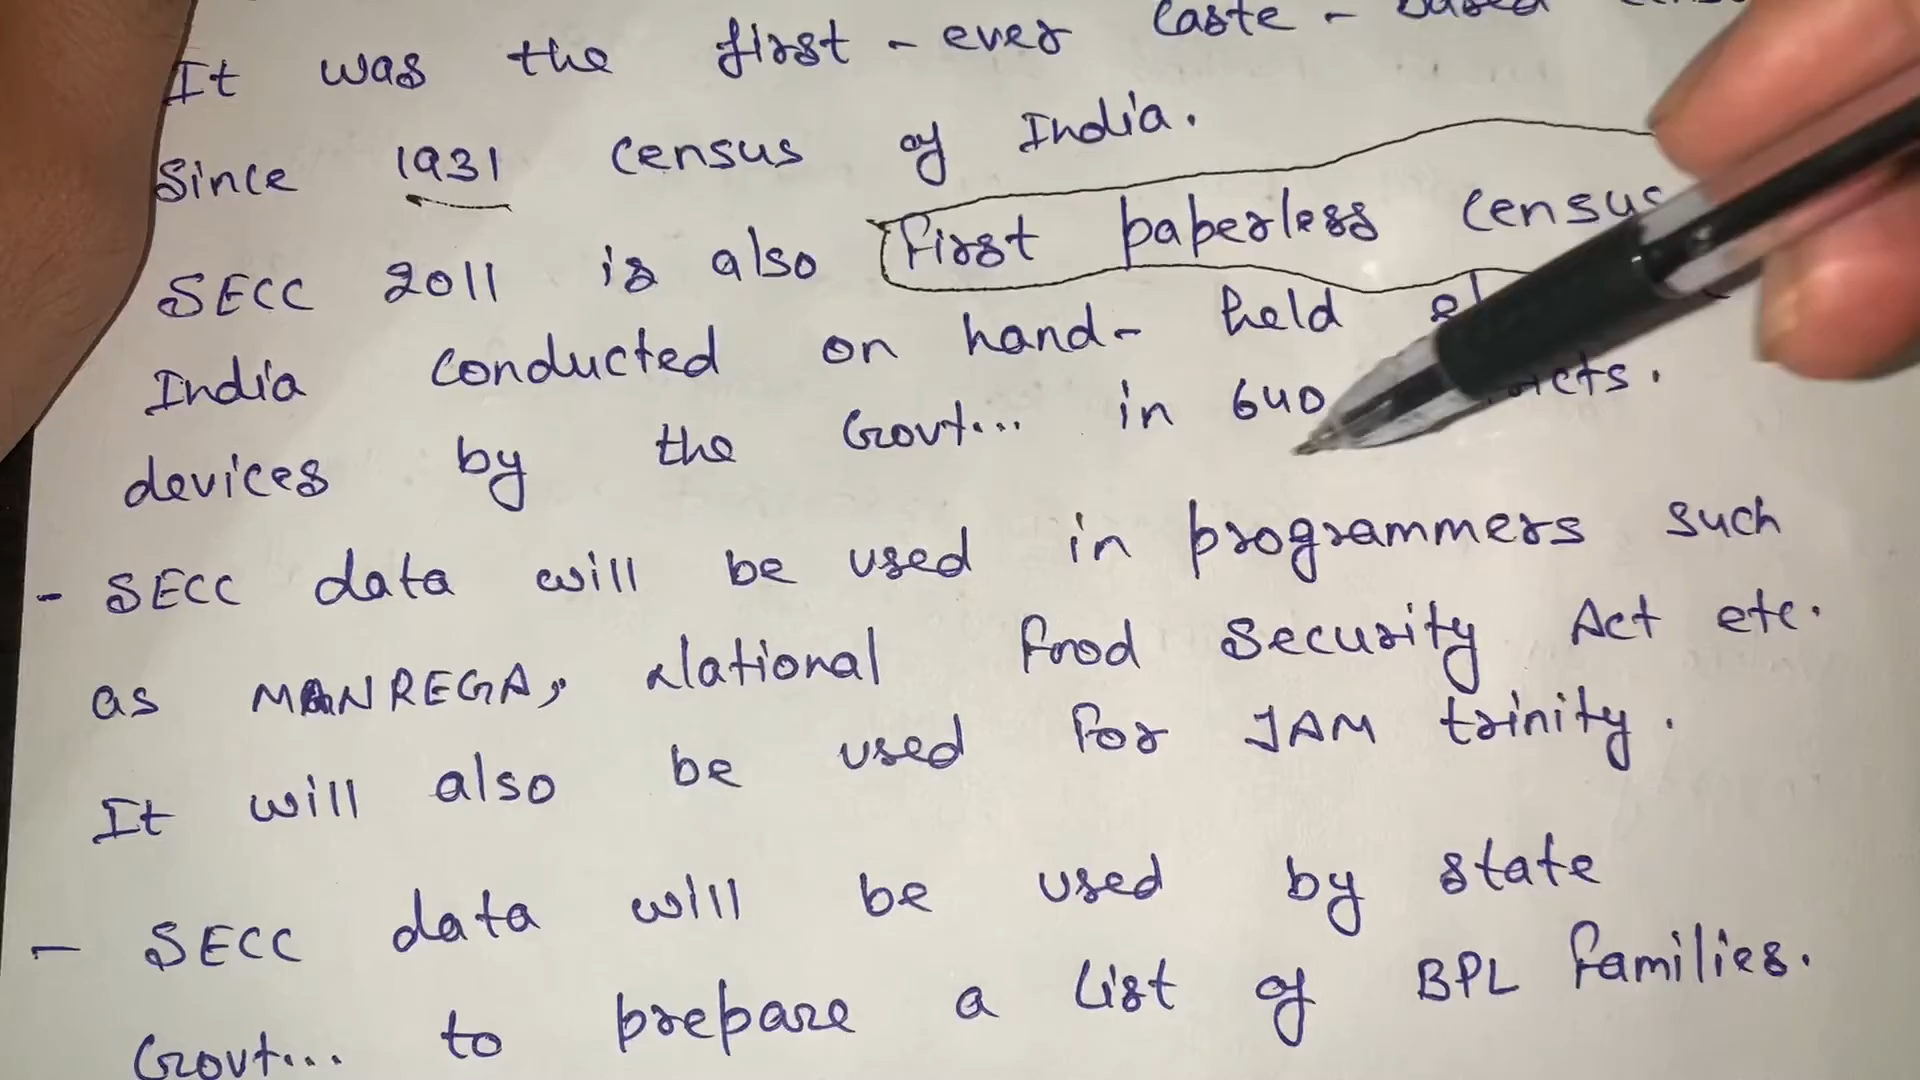 It was the first - ever Caste - based
Since 1931 census of India.
SECC 2011 is also First paperless Census
India conducted on hand- held
devices by the Govt... in 640
- SECC data will be used in programmers such
as MANREGA, National Food Security Act etc.
It will also be used for JAM trinity.
- SECC data will be used by state
Govt... to prepare a list of BPL families.